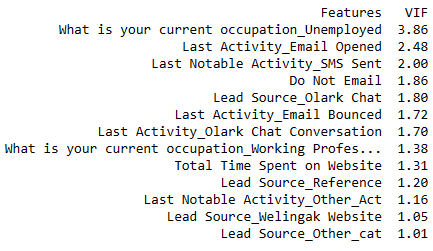 Features VIF
What is your current occupation_Unemployed 3.86
Last Activity_Email Opened 2.48
Last Notable Activity_SMS Sent 2.00
Do Not Email 1.86
Lead Source_Olark Chat 1.80
Last Activity_Email Bounced 1.72
Last Activity_Olark Chat Conversation 1.70
What is your current occupation_Working Profes... 1.38
Total Time Spent on Website 1.31
Lead Source_Reference 1.20
Last Notable Activity_Other_Act 1.16
Lead Source_Welingak Website 1.05
Lead Source_Other_cat 1.01